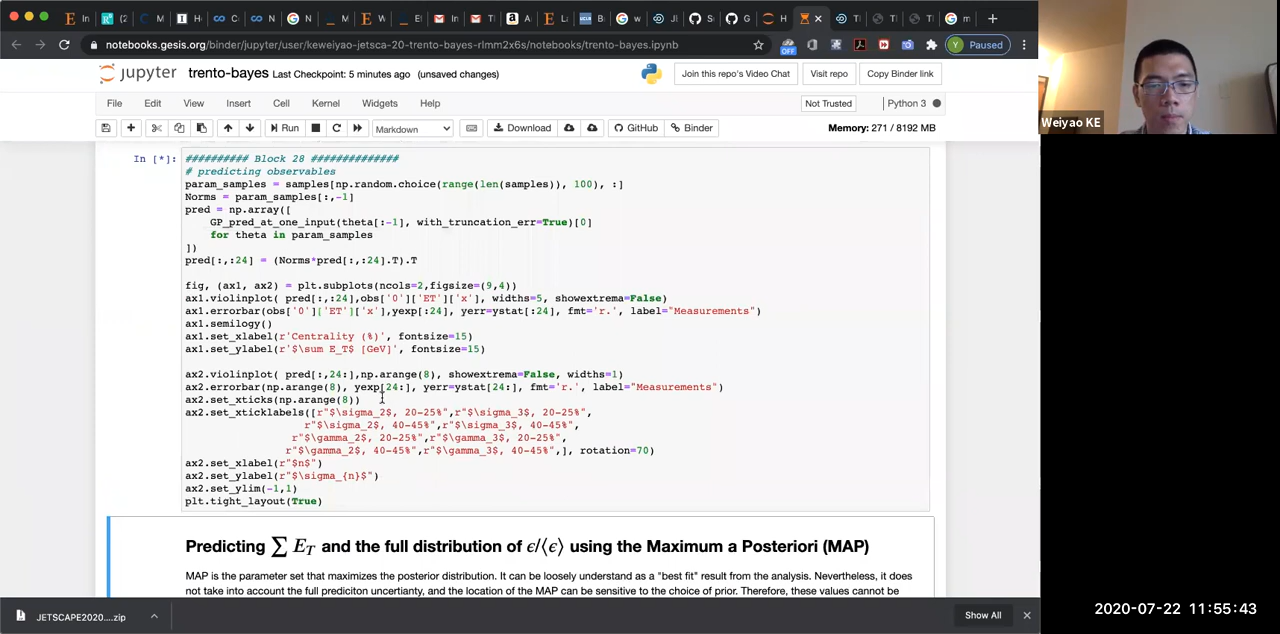 In
(2
M
H
C
N
N
M
W
E
In
T
A
L
B
w
Ji
S
G
H
×
T
T
T
m
notebooks.gesis.org/binder/jupyter/user/keweiyao-jetsca-20-trento-bayes-rlmm2x6s/notebooks/trento-bayes.ipynb
OFF
Y Paused
jupyter trento-bayes Last Checkpoint: 5 minutes ago (unsaved changes)
Join this repo's Video Chat Visit repo Copy Binder link
File Edit View Insert Cell Kernel Widgets Help
Not Trusted Python 3
Run Markdown Download GitHub Binder Memory: 271 / 8192 MB
Weiyao KE
In [*]: ########## Block 28 ##############
# predicting observables
param_samples = samples[np.random.choice(range(len(samples)), 100), :]
Norms = param_samples[:,-1]
pred = np.array([
GP_pred_at_one_input(theta[:-1], with_truncation_err=True)[0]
for theta in param_samples
])
pred[:,:24] = (Norms*pred[:,:24].T).T
fig, (ax1, ax2) = plt.subplots(ncols=2,figsize=(9,4))
ax1.violinplot( pred[:,:24],obs['0']['ET']['x'], widths=5, showextrema=False)
ax1.errorbar(obs['0']['ET']['x'],yexp[:24], yerr=ystat[:24], fmt='r.', label="Measurements")
ax1.semilogy()
ax1.set_xlabel(r'Centrality (%)', fontsize=15)
ax1.set_ylabel(r'$\sum E_T$ [GeV]', fontsize=15)
ax2.violinplot( pred[:,24:],np.arange(8), showextrema=False, widths=1)
ax2.errorbar(np.arange(8), yexp[24:], yerr=ystat[24:], fmt='r.', label="Measurements")
ax2.set_xticks(np.arange(8))
ax2.set_xticklabels([r"$\sigma_2$, 20-25%",r"$\sigma_3$, 20-25%",
r"$\sigma_2$, 40-45%",r"$\sigma_3$, 40-45%",
r"$\gamma_2$, 20-25%",r"$\gamma_3$, 20-25%",
r"$\gamma_2$, 40-45%",r"$\gamma_3$, 40-45%",], rotation=70)
ax2.set_xlabel(r"$n$")
ax2.set_ylabel(r"$\sigma_{n}$")
ax2.set_ylim(-1,1)
plt.tight_layout(True)
Predicting ∑ E_T and the full distribution of ϵ/⟨ϵ⟩ using the Maximum a Posteriori (MAP)
MAP is the parameter set that maximizes the posterior distribution. It can be loosely understand as a "best fit" result from the analysis. Nevertheless, it does
not take into account the full prediciton uncertianty, and the location of the MAP can be sensitive to the choice of prior. Therefore, these values cannot be
JETSCAPE2020....zip
Show All
2020-07-22 11:55:43